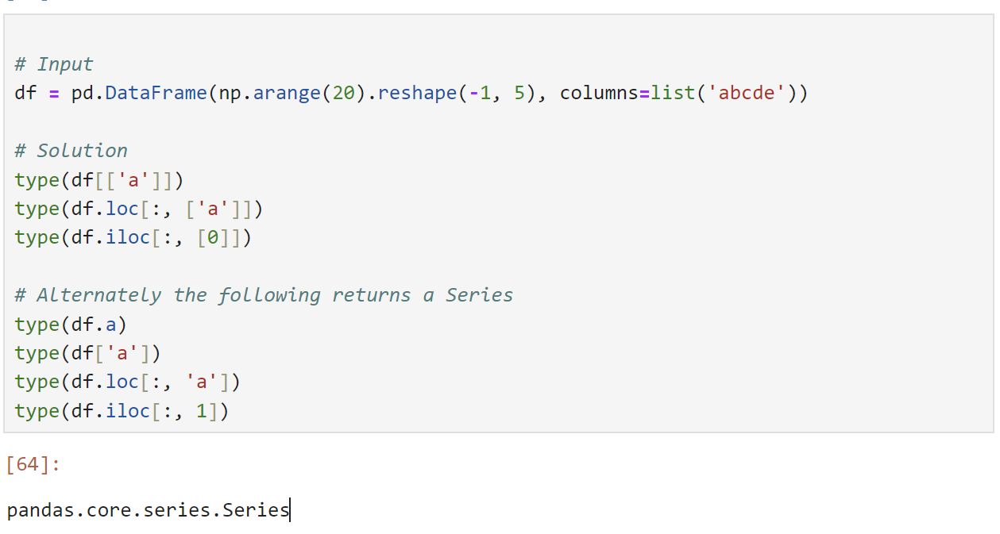 # Input
df = pd.DataFrame(np.arange(20).reshape(-1, 5), columns=list('abcde'))
# Solution
type(df[['a']])
type(df.loc[:, ['a']])
type(df.iloc[:, [0]])
# Alternately the following returns a Series
type(df.a)
type(df['a'])
type(df.loc[:, 'a'])
type(df.iloc[:, 1])
[64]:
pandas.core.series.Series